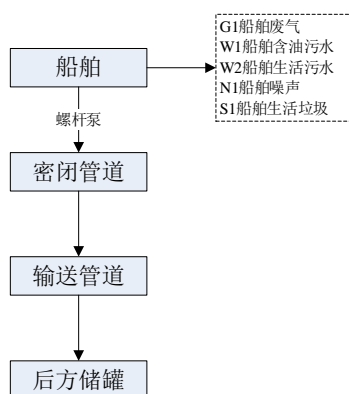 船舶
G1船舶废气
W1船舶含油污水
W2船舶生活污水
N1船舶噪声
S1船舶生活垃圾
螺杆泵
密闭管道
输送管道
后方储罐